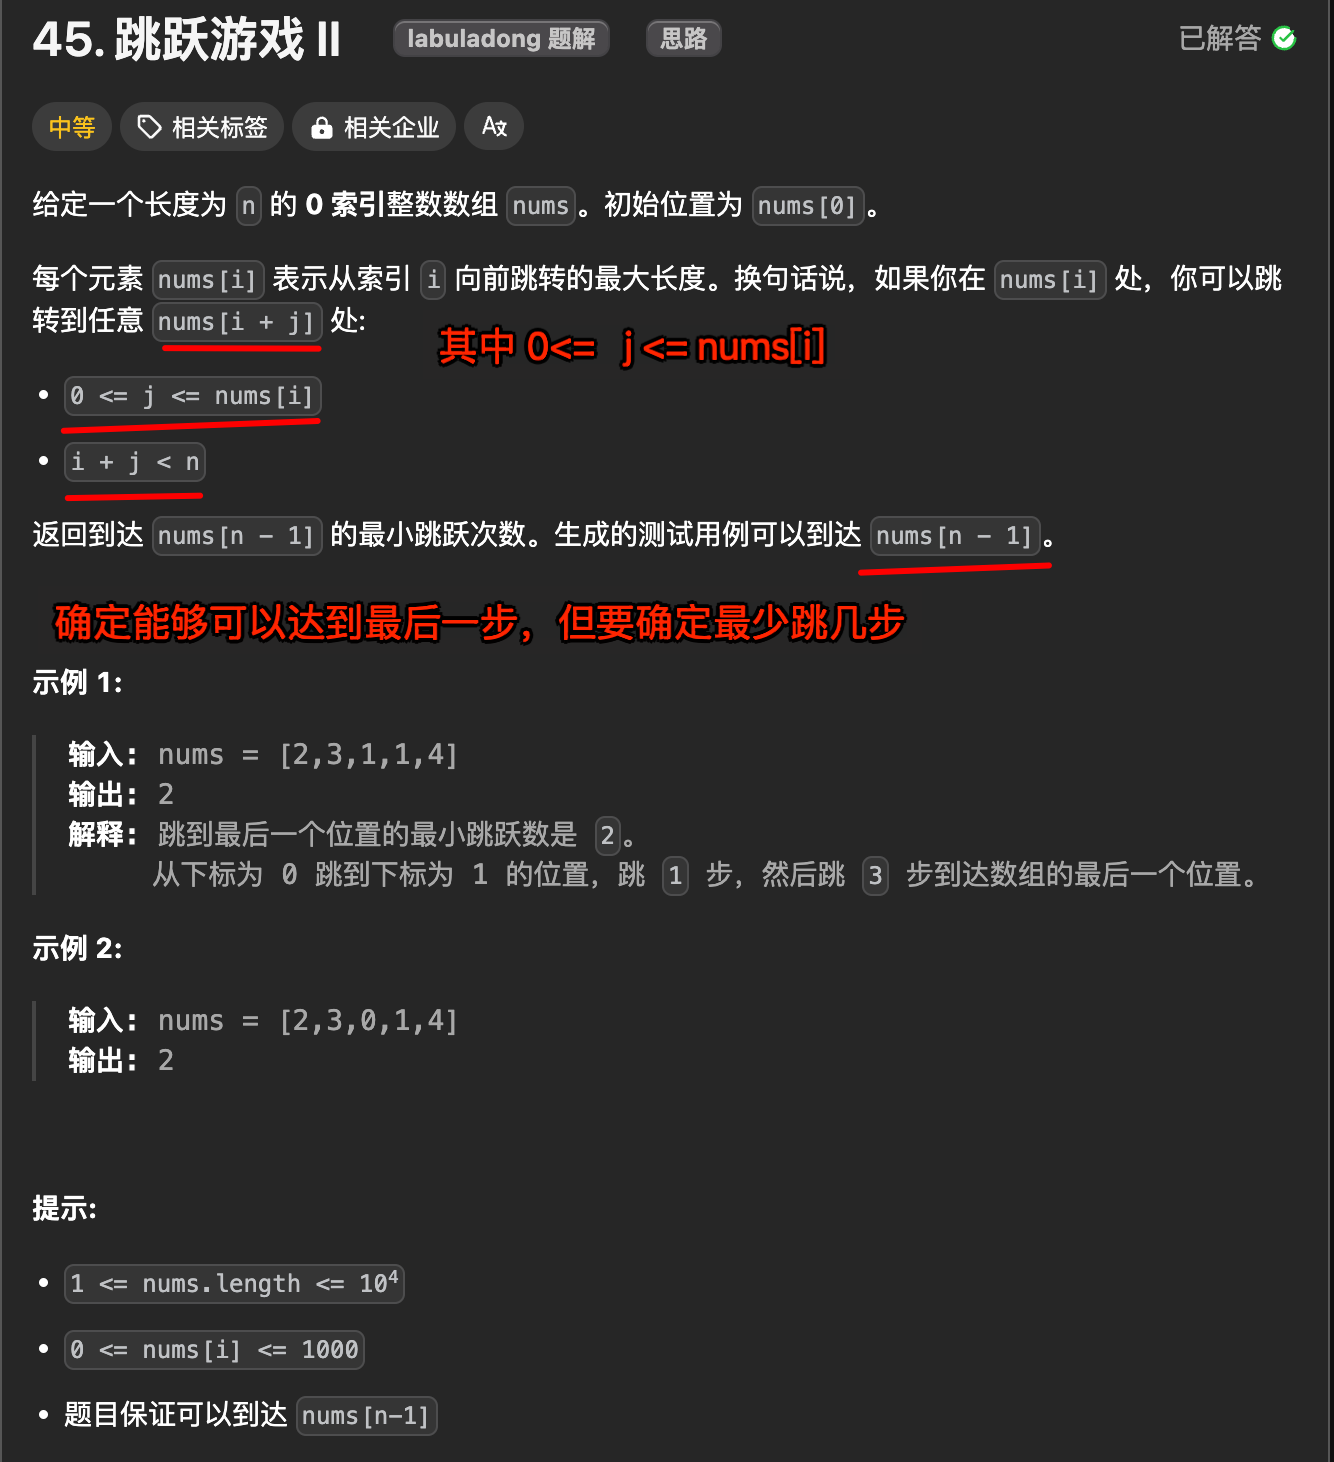 45. 跳跃游戏 II labuladong 题解 思路 已解答
中等 相关标签 相关企业
给定一个长度为 n 的 0 索引整数数组 nums。初始位置为 nums[0]。
每个元素 nums[i] 表示从索引 i 向前跳转的最大长度。换句话说，如果你在 nums[i] 处，你可以跳
转到任意 nums[i + j] 处:
其中 0<= j <= nums[i]
• 0 <= j <= nums[i]
• i + j < n
返回到达 nums[n - 1] 的最小跳跃次数。生成的测试用例可以到达 nums[n - 1]。
确定能够可以达到最后一步，但要确定最少跳几步
示例 1:
输入: nums = [2,3,1,1,4]
输出: 2
解释: 跳到最后一个位置的最小跳跃数是 2。
从下标为 0 跳到下标为 1 的位置，跳 1 步，然后跳 3 步到达数组的最后一个位置。
示例 2:
输入: nums = [2,3,0,1,4]
输出: 2
提示:
• 1 <= nums.length <= 10⁴
• 0 <= nums[i] <= 1000
• 题目保证可以到达 nums[n-1]